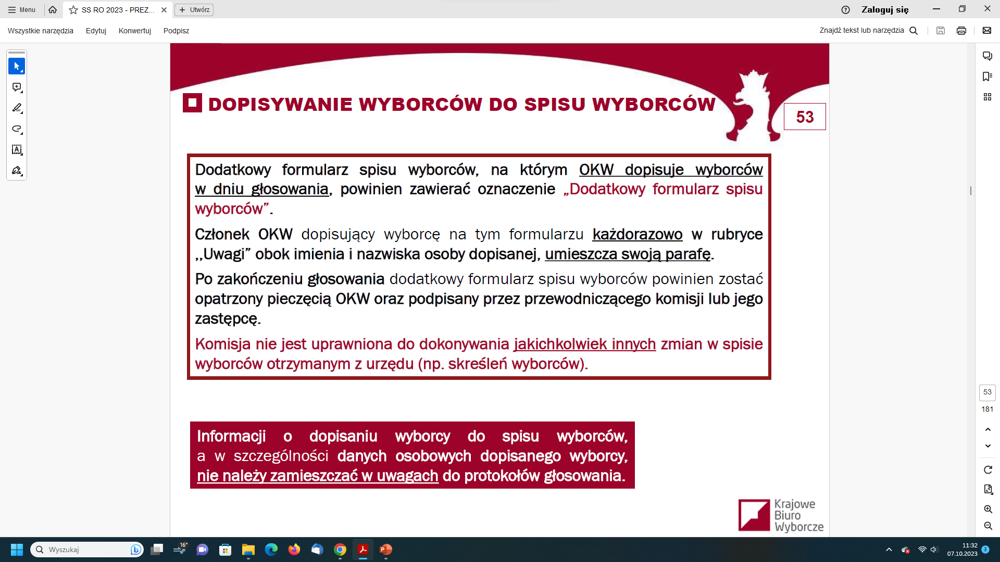 Menu
SS RO 2023 - PREZ...
Utwórz
Zaloguj się
Wszystkie narzędzia
Edytuj
Konwertuj
Podpisz
Znajdź tekst lub narzędzia
DOPISYWANIE WYBORCÓW DO SPISU WYBORCÓW
53
Dodatkowy formularz spisu wyborców, na którym OKW dopisuje wyborców
w dniu głosowania, powinien zawierać oznaczenie „Dodatkowy formularz spisu
wyborców”.
Członek OKW dopisujący wyborcę na tym formularzu każdorazowo w rubryce
,,Uwagi” obok imienia i nazwiska osoby dopisanej, umieszcza swoją parafę.
Po zakończeniu głosowania dodatkowy formularz spisu wyborców powinien zostać
opatrzony pieczęcią OKW oraz podpisany przez przewodniczącego komisji lub jego
zastępcę.
Komisja nie jest uprawniona do dokonywania jakichkolwiek innych zmian w spisie
wyborców otrzymanym z urzędu (np. skreśleń wyborców).
53
181
Informacji o dopisaniu wyborcy do spisu wyborców,
a w szczególności danych osobowych dopisanego wyborcy,
nie należy zamieszczać w uwagach do protokołów głosowania.
Krajowe
Biuro
Wyborcze
Wyszukaj
16°
11:32
07.10.2023
3